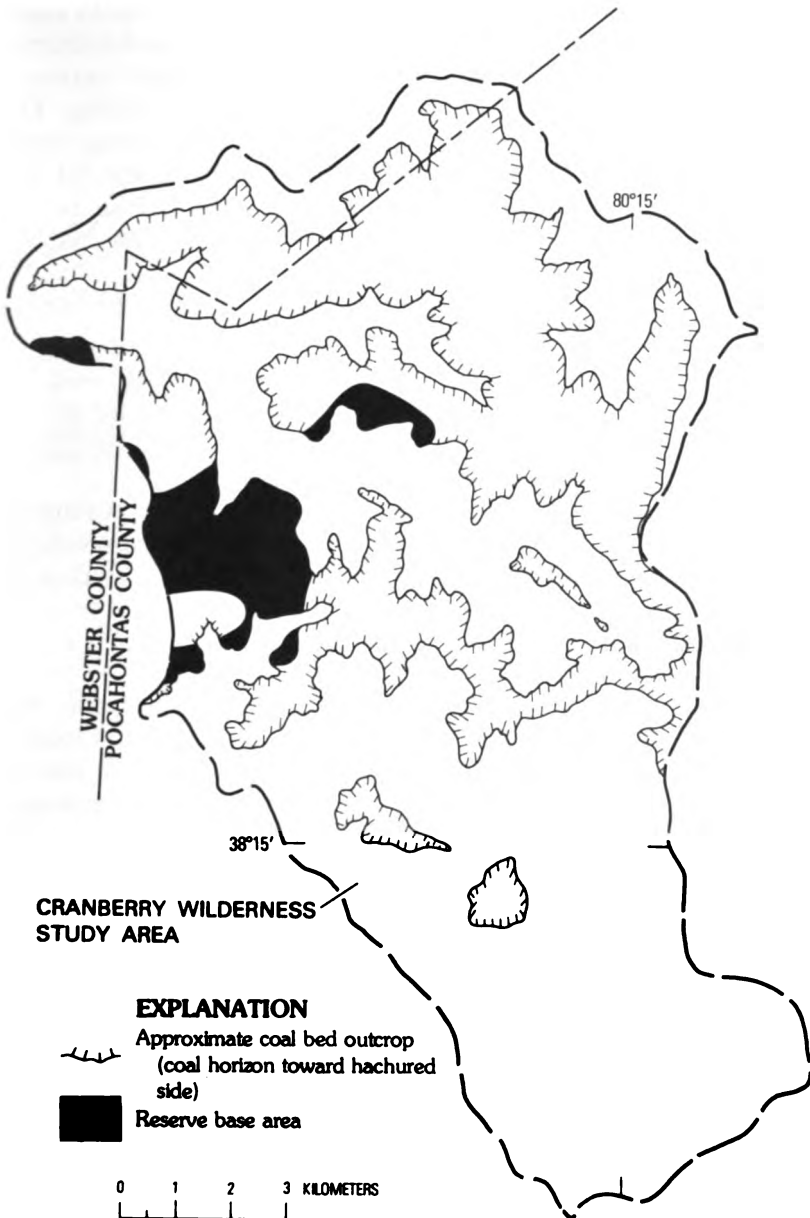 80°15′
WEBSTER COUNTY
POCAHONTAS COUNTY
38°15′
CRANBERRY WILDERNESS
STUDY AREA
EXPLANATION
Approximate coal bed outcrop
(coal horizon toward hachured
side)
Reserve base area
0 1 2 3 KILOMETERS